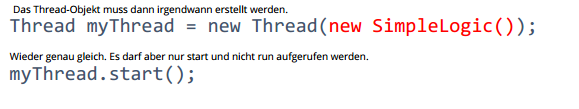 Das Thread-Objekt muss dann irgendwann erstellt werden.
Thread myThread = new Thread(new SimpleLogic());
Wieder genau gleich. Es darf aber nur start und nicht run aufgerufen werden.
myThread.start();